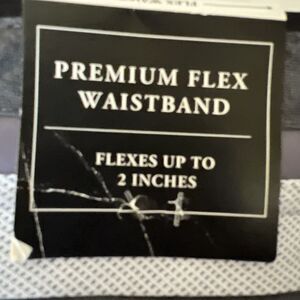 PREMIUM FLEX
WAISTBAND
FLEXES UP TO
2 INCHES